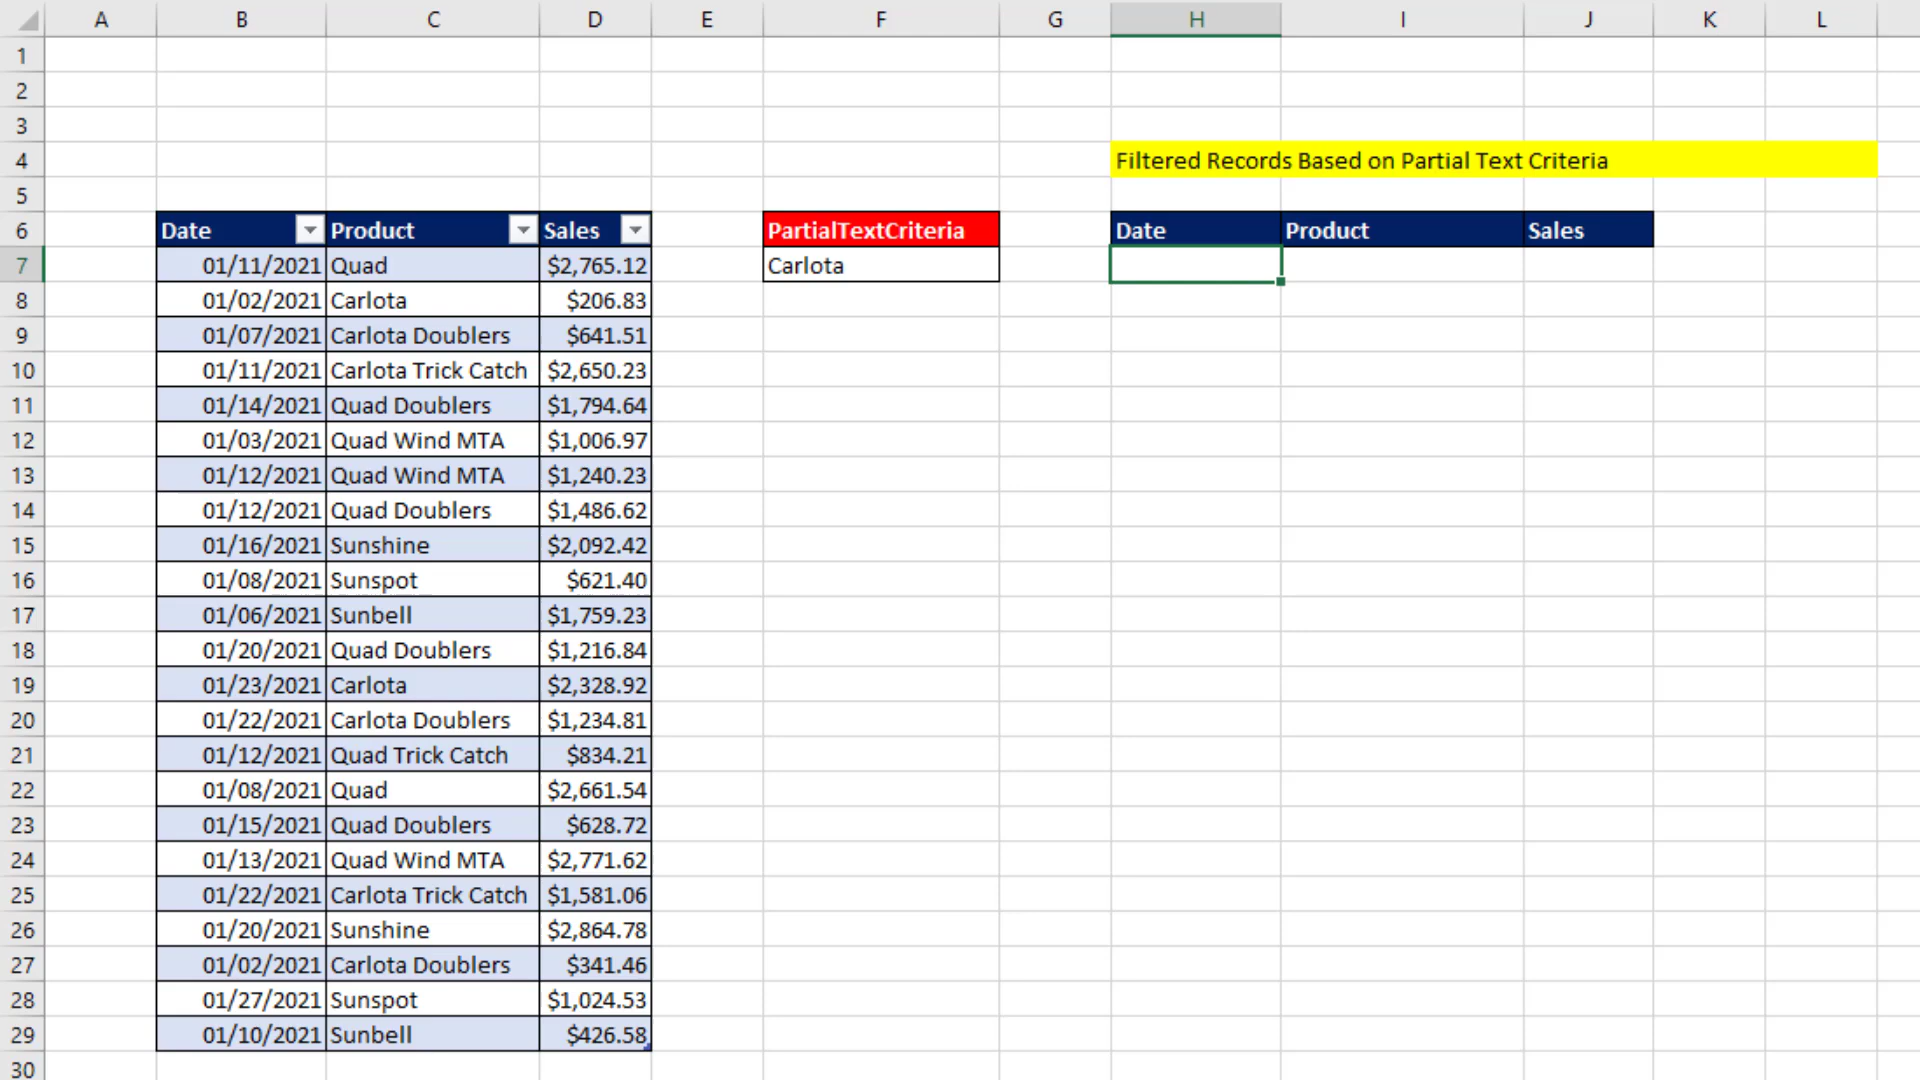 A B C D E F G H I J K L
1
2
3
4 Filtered Records Based on Partial Text Criteria
5
6 Date Product Sales PartialTextCriteria Date Product Sales
7 01/11/2021 Quad $2,765.12 Carlota
8 01/02/2021 Carlota $206.83
9 01/07/2021 Carlota Doublers $641.51
10 01/11/2021 Carlota Trick Catch $2,650.23
11 01/14/2021 Quad Doublers $1,794.64
12 01/03/2021 Quad Wind MTA $1,006.97
13 01/12/2021 Quad Wind MTA $1,240.23
14 01/12/2021 Quad Doublers $1,486.62
15 01/16/2021 Sunshine $2,092.42
16 01/08/2021 Sunspot $621.40
17 01/06/2021 Sunbell $1,759.23
18 01/20/2021 Quad Doublers $1,216.84
19 01/23/2021 Carlota $2,328.92
20 01/22/2021 Carlota Doublers $1,234.81
21 01/12/2021 Quad Trick Catch $834.21
22 01/08/2021 Quad $2,661.54
23 01/15/2021 Quad Doublers $628.72
24 01/13/2021 Quad Wind MTA $2,771.62
25 01/22/2021 Carlota Trick Catch $1,581.06
26 01/20/2021 Sunshine $2,864.78
27 01/02/2021 Carlota Doublers $341.46
28 01/27/2021 Sunspot $1,024.53
29 01/10/2021 Sunbell $426.58
30